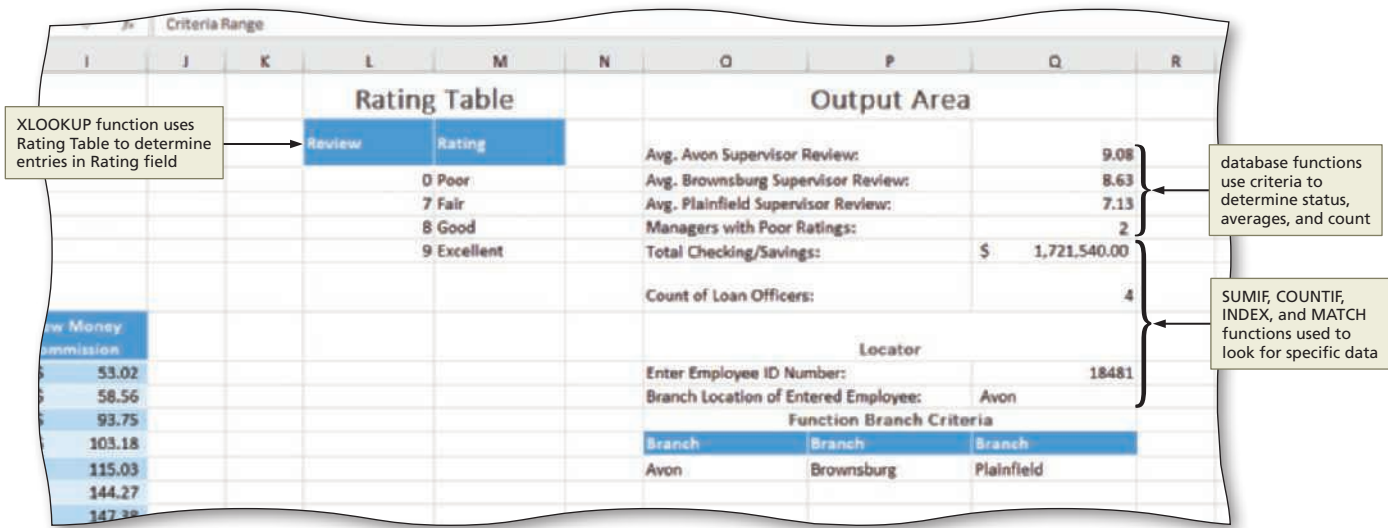 Criteria Range
I J K L M N O P Q R
Rating Table
Output Area
XLOOKUP function uses
Rating Table to determine
entries in Rating field
Review Rating
Avg. Avon Supervisor Review: 9.08
0 Poor Avg. Brownsburg Supervisor Review: 8.63
7 Fair Avg. Plainfield Supervisor Review: 7.13
8 Good Managers with Poor Ratings: 2
9 Excellent Total Checking/Savings: $ 1,721,540.00
database functions
use criteria to
determine status,
averages, and count
Count of Loan Officers: 4
SUMIF, COUNTIF,
INDEX, and MATCH
functions used to
look for specific data
ew Money
ommission
Locator
53.02 Enter Employee ID Number: 18481
58.56 Branch Location of Entered Employee: Avon
93.75 Function Branch Criteria
103.18 Branch Branch Branch
115.03 Avon Brownsburg Plainfield
144.27
147.38